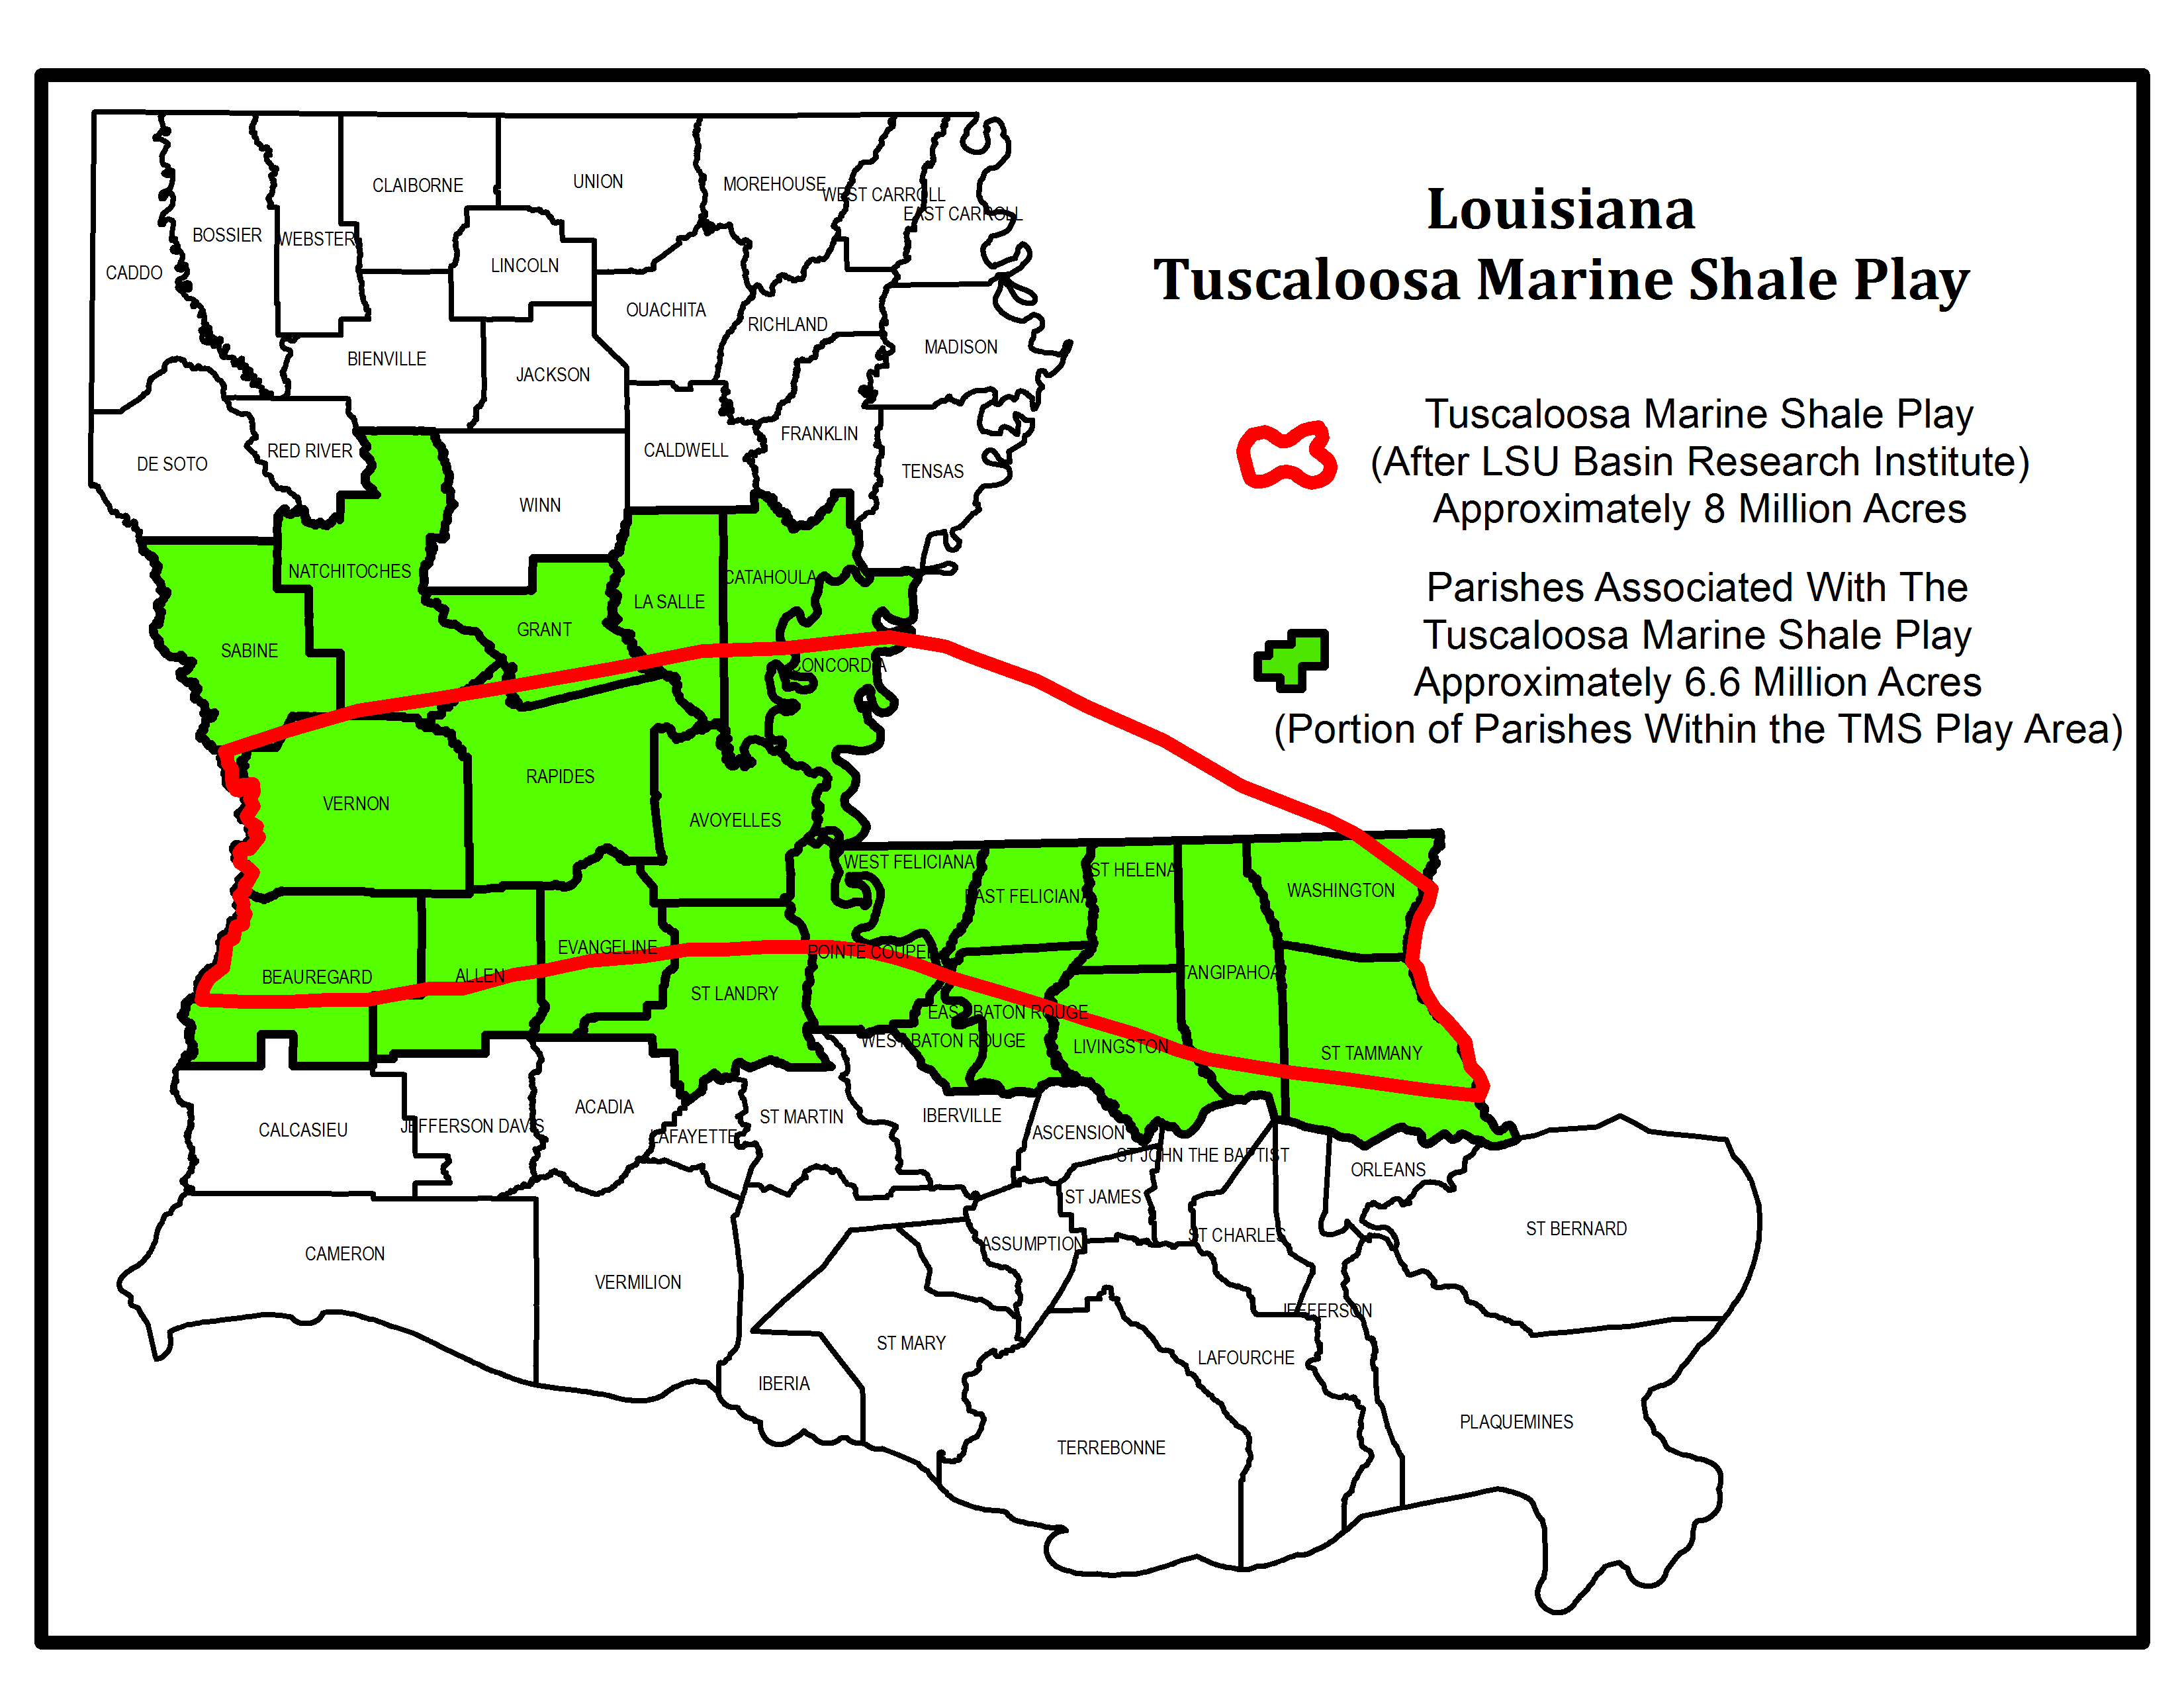 Louisiana
Tuscaloosa Marine Shale Play
Tuscaloosa Marine Shale Play
(After LSU Basin Research Institute)
Approximately 8 Million Acres
Parishes Associated With The
Tuscaloosa Marine Shale Play
Approximately 6.6 Million Acres
(Portion of Parishes Within the TMS Play Area)
CLAIBORNE
UNION
MOREHOUSE
WEST CARROLL
EAST CARROLL
BOSSIER
WEBSTER
LINCOLN
CADDO
OUACHITA
RICHLAND
MADISON
BIENVILLE
JACKSON
FRANKLIN
CALDWELL
RED RIVER
DE SOTO
TENSAS
WINN
NATCHITOCHES
CATAHOULA
LA SALLE
GRANT
SABINE
CONCORDIA
RAPIDES
VERNON
AVOYELLES
WEST FELICIANA
ST HELENA
EAST FELICIANA
WASHINGTON
EVANGELINE
POINTE COUPEE
BEAUREGARD
ALLEN
TANGIPAHOA
ST LANDRY
EAST BATON ROUGE
WEST BATON ROUGE
LIVINGSTON
ST TAMMANY
ACADIA
ST MARTIN
IBERVILLE
CALCASIEU
JEFFERSON DAVIS
LAFAYETTE
ASCENSION
ST JOHN THE BAPTIST
ORLEANS
ST JAMES
ST BERNARD
ST CHARLES
ASSUMPTION
CAMERON
VERMILION
JEFFERSON
ST MARY
LAFOURCHE
IBERIA
PLAQUEMINES
TERREBONNE